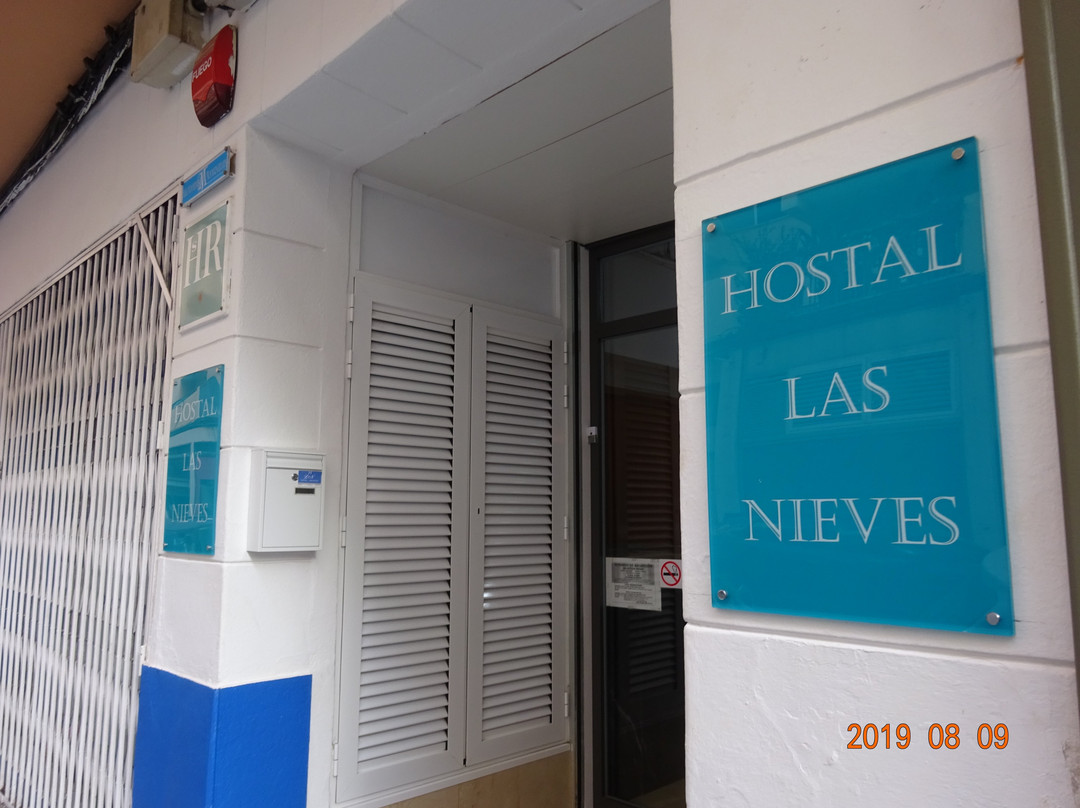 FUEGO
HR
HOSTAL
LAS
NIEVES
HOSTAL
LAS
NIEVES
2019 08 09